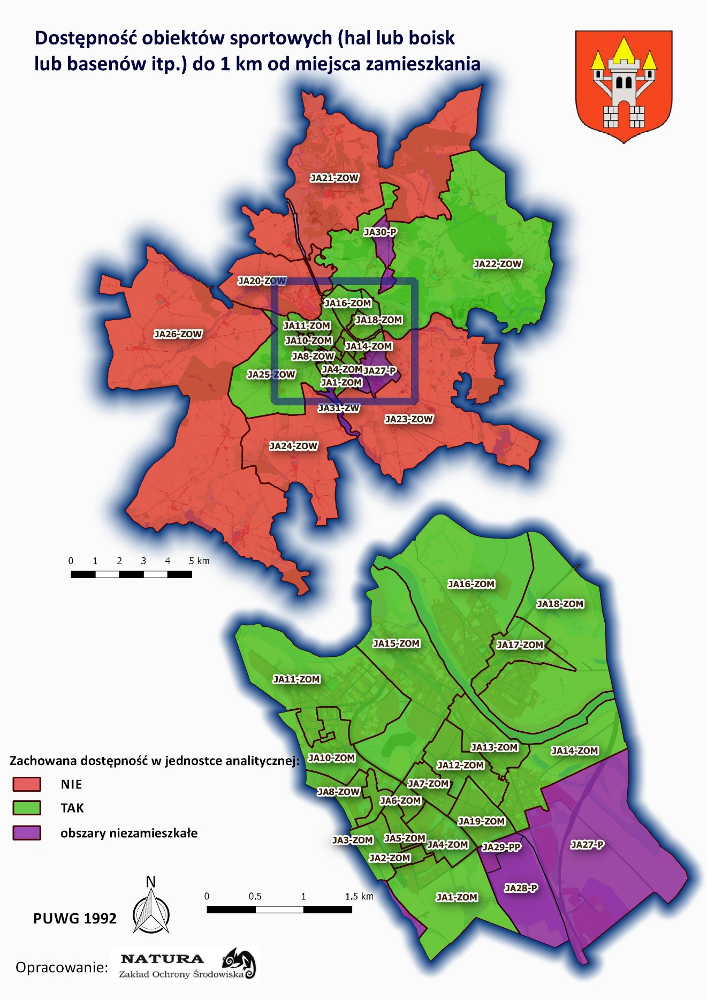 Dostępność obiektów sportowych (hal lub boisk
lub basenów itp.) do 1 km od miejsca zamieszkania
JA21-ZOW
JA30-P
JA22-ZOW
JA20-ZOW
JA16-ZOM
JA18-ZOM
JA11-ZOM
JA26-ZOW
JA10-ZOM
JA14-ZOM
JA8-ZOW
JA4-ZOM
JA27-P
JA25-ZOW
JA1-ZOM
JA31-ZW
JA23-ZOW
JA24-ZOW
0 1 2 3 4 5 km
JA16-ZOM
JA18-ZOM
JA15-ZOM
JA17-ZOM
JA11-ZOM
JA13-ZOM
JA14-ZOM
JA10-ZOM
JA12-ZOM
JA7-ZOM
JA8-ZOW
JA6-ZOM
JA19-ZOM
JA3-ZOM
JA5-ZOM
JA4-ZOM
JA29-PP
JA27-P
JA2-ZOM
JA28-P
JA1-ZOM
Zachowana dostępność w jednostce analitycznej:
NIE
TAK
obszary niezamieszkałe
N
0 0.5 1 1.5 km
PUWG 1992
Opracowanie:
NATURA
Zakład Ochrony Środowiska